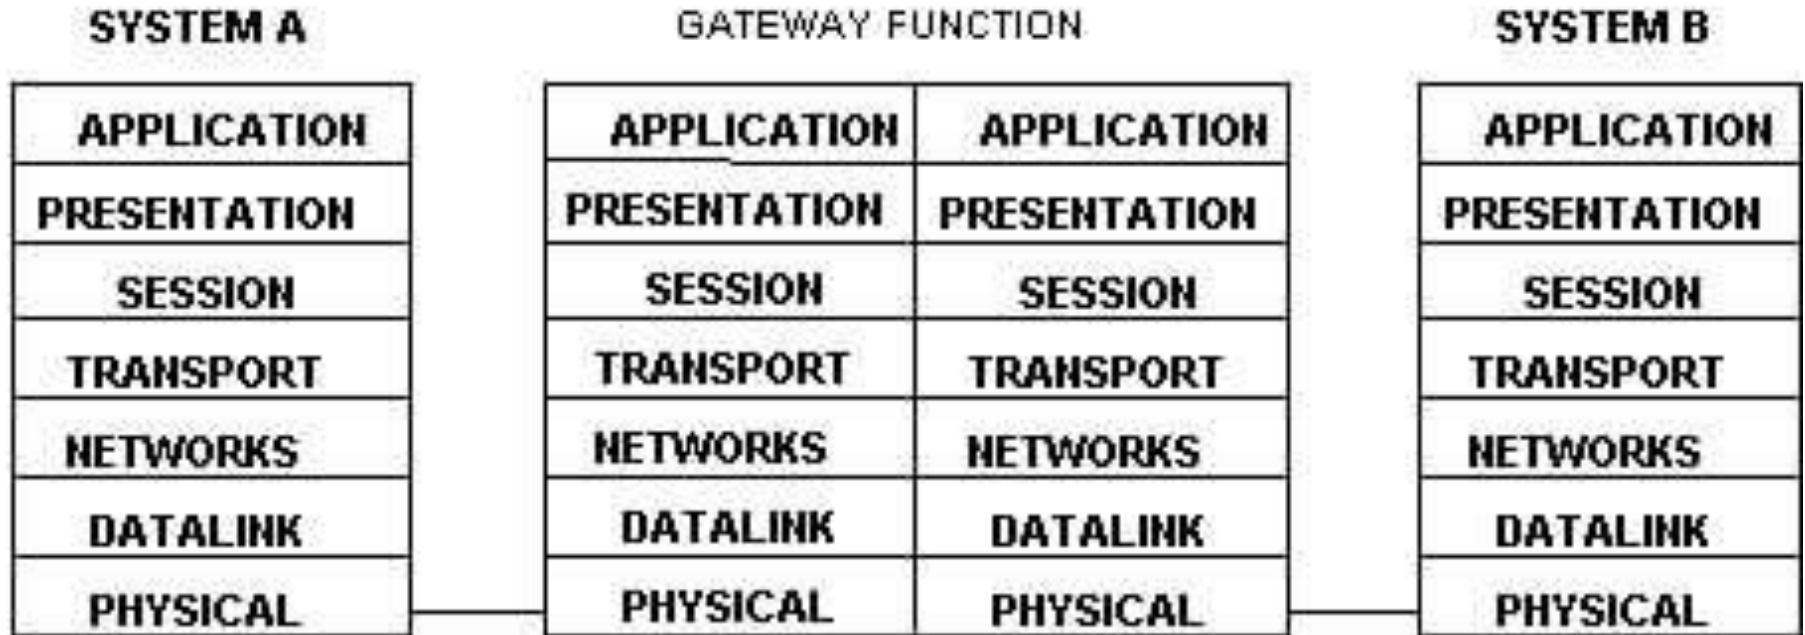 SYSTEM A GATEWAY FUNCTION SYSTEM B
APPLICATION APPLICATION APPLICATION APPLICATION
PRESENTATION PRESENTATION PRESENTATION PRESENTATION
SESSION SESSION SESSION SESSION
TRANSPORT TRANSPORT TRANSPORT TRANSPORT
NETWORKS NETWORKS NETWORKS NETWORKS
DATALINK DATALINK DATALINK DATALINK
PHYSICAL PHYSICAL PHYSICAL PHYSICAL